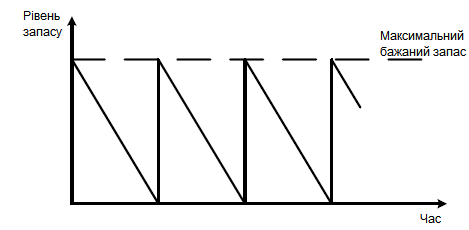 Рівень
запасу
Максимальний
бажаний запас
Час